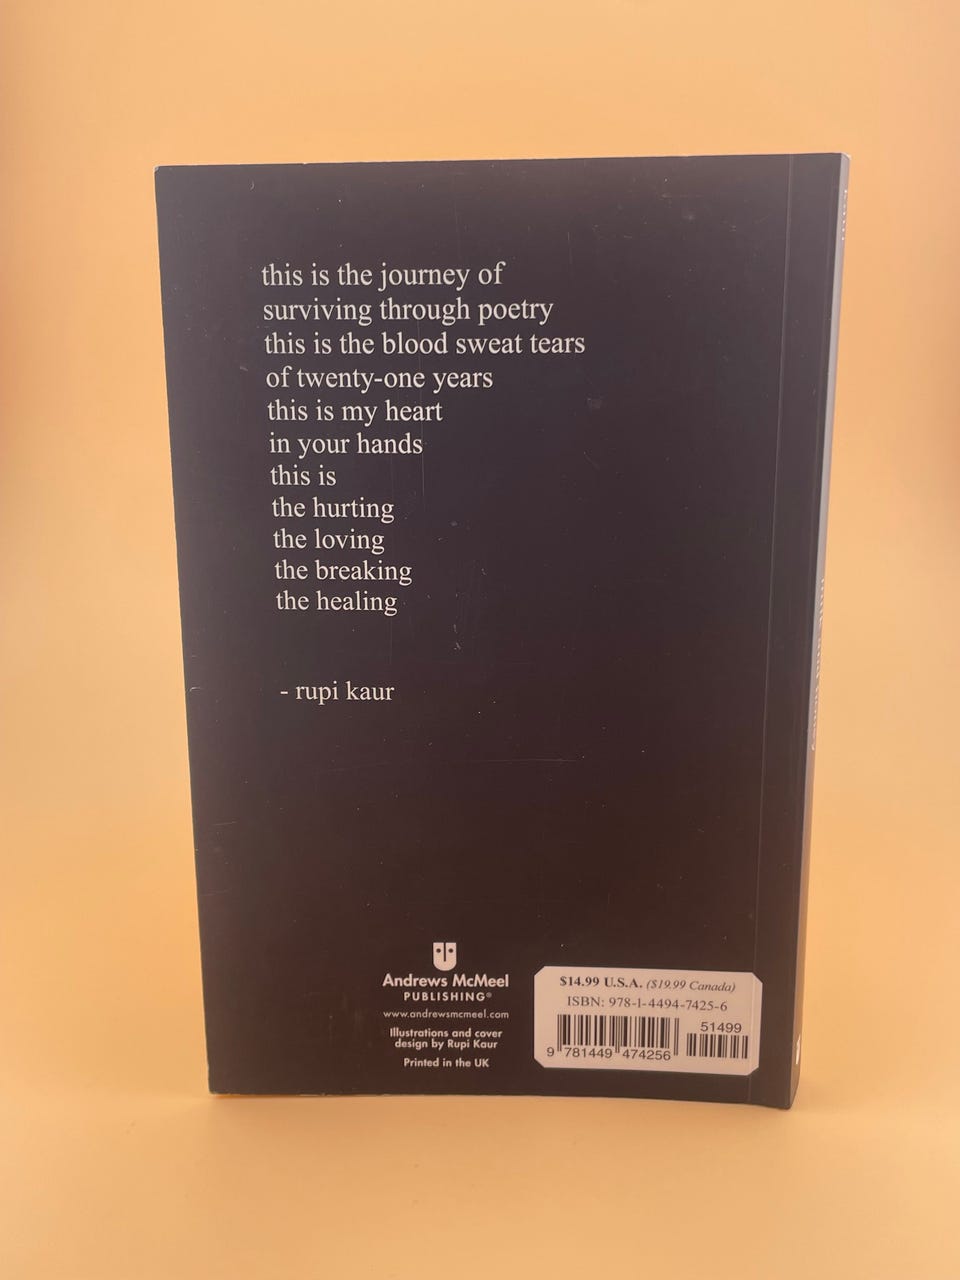 this is the journey of
surviving through poetry
this is the blood sweat tears
of twenty-one years
this is my heart
in your hands
this is
the hurting
the loving
the breaking
the healing
- rupi kaur
Andrews McMeel
PUBLISHING®
www.andrewsmcmeel.com
Illustrations and cover
design by Rupi Kaur
Printed in the UK
$14.99 U.S.A. ($19.99 Canada)
ISBN: 978-1-4494-7425-6
51499
9 781449 474256